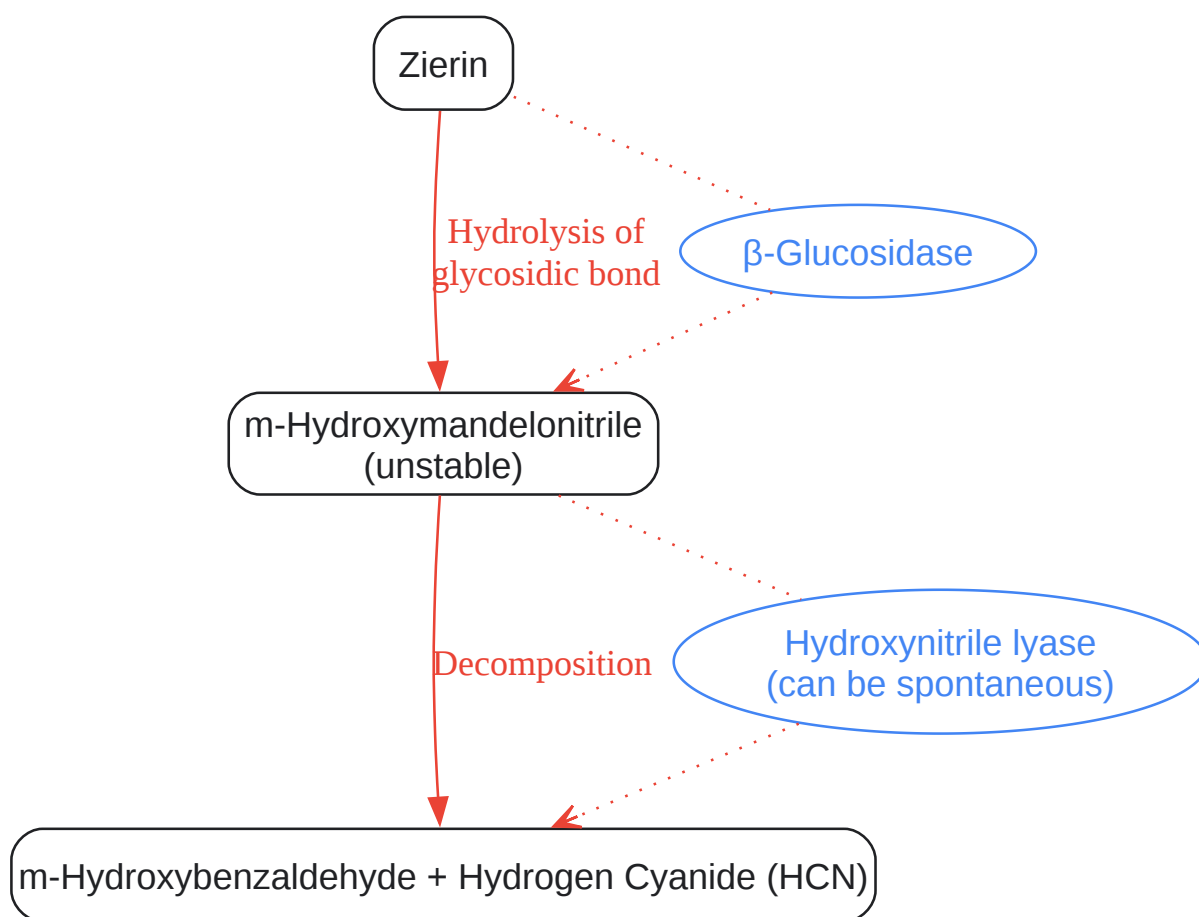 Zierin
Hydrolysis of
glycosidic bond
β-Glucosidase
m-Hydroxymandelonitrile
(unstable)
Decomposition
Hydroxynitrile lyase
(can be spontaneous)
m-Hydroxybenzaldehyde + Hydrogen Cyanide (HCN)